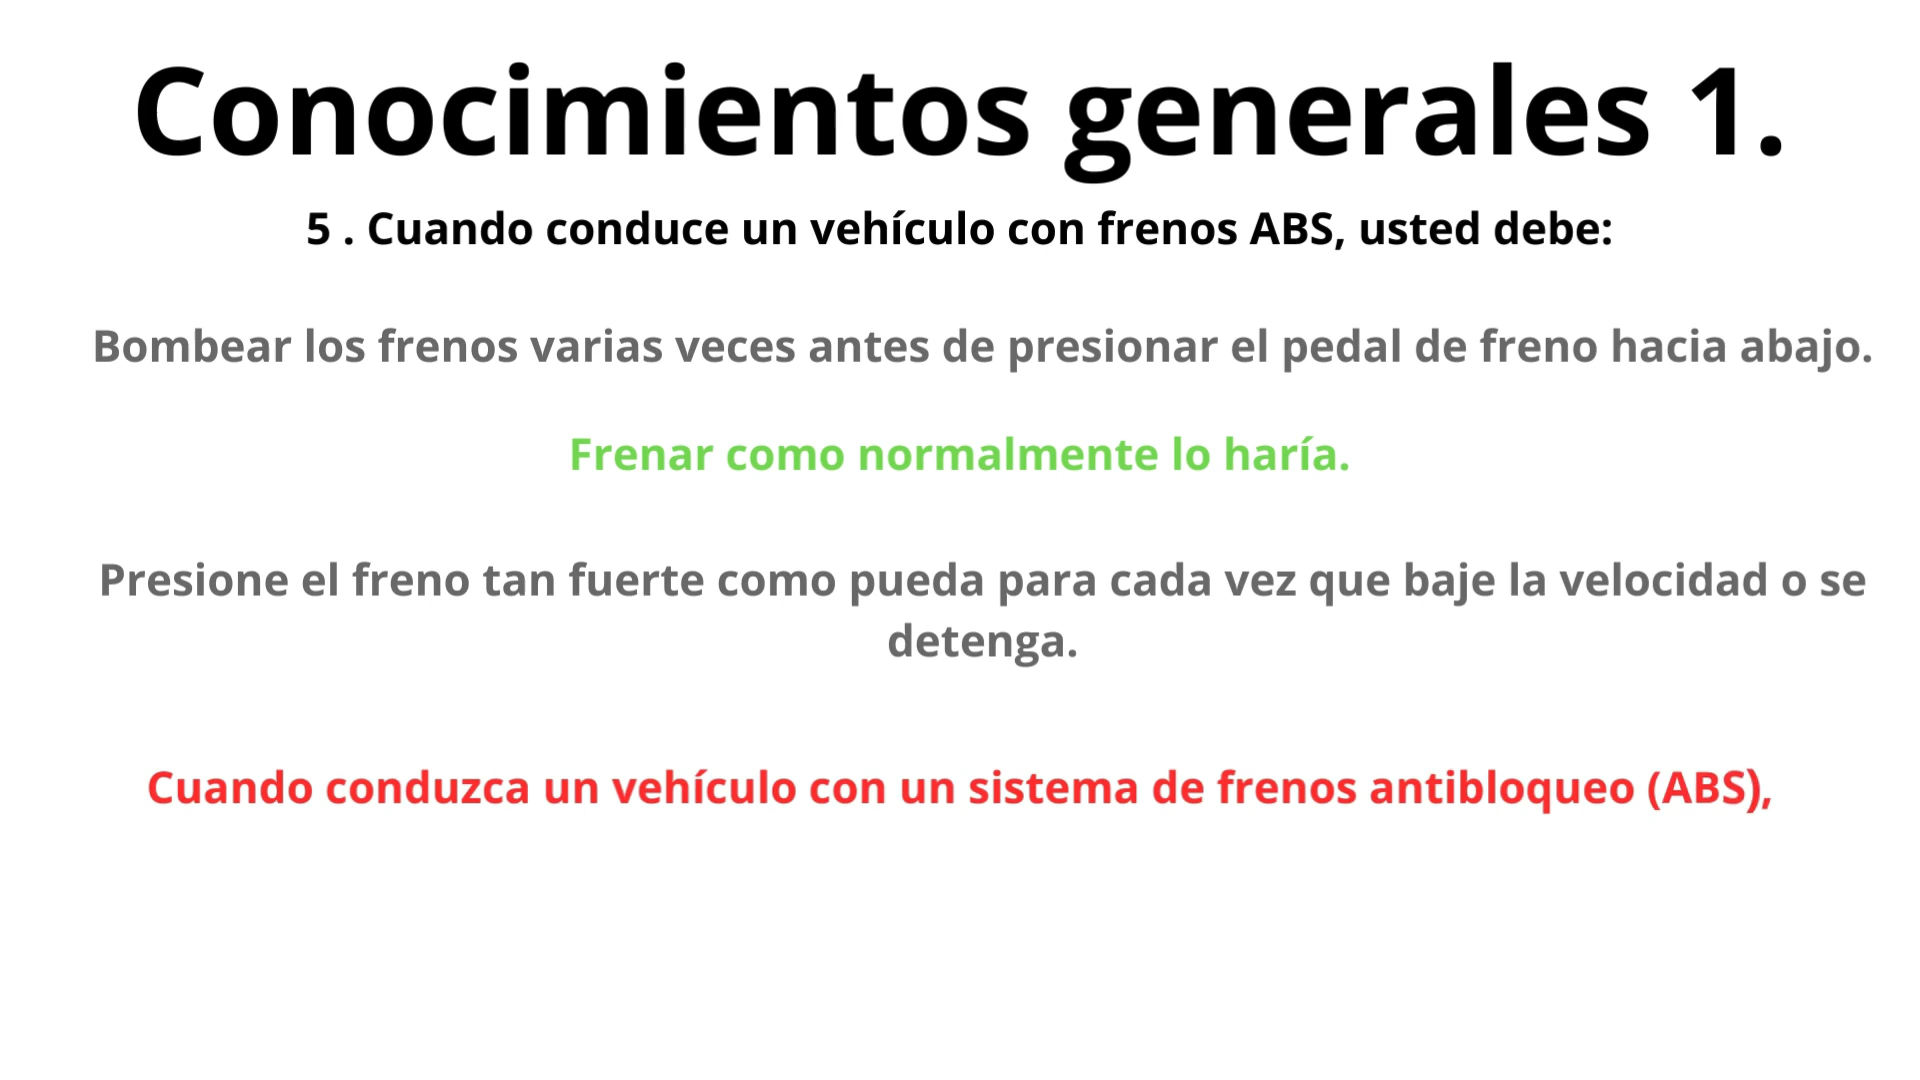 Conocimientos generales 1.
5 . Cuando conduce un vehículo con frenos ABS, usted debe:
Bombear los frenos varias veces antes de presionar el pedal de freno hacia abajo.
Frenar como normalmente lo haría.
Presione el freno tan fuerte como pueda para cada vez que baje la velocidad o se
detenga.
Cuando conduzca un vehículo con un sistema de frenos antibloqueo (ABS),